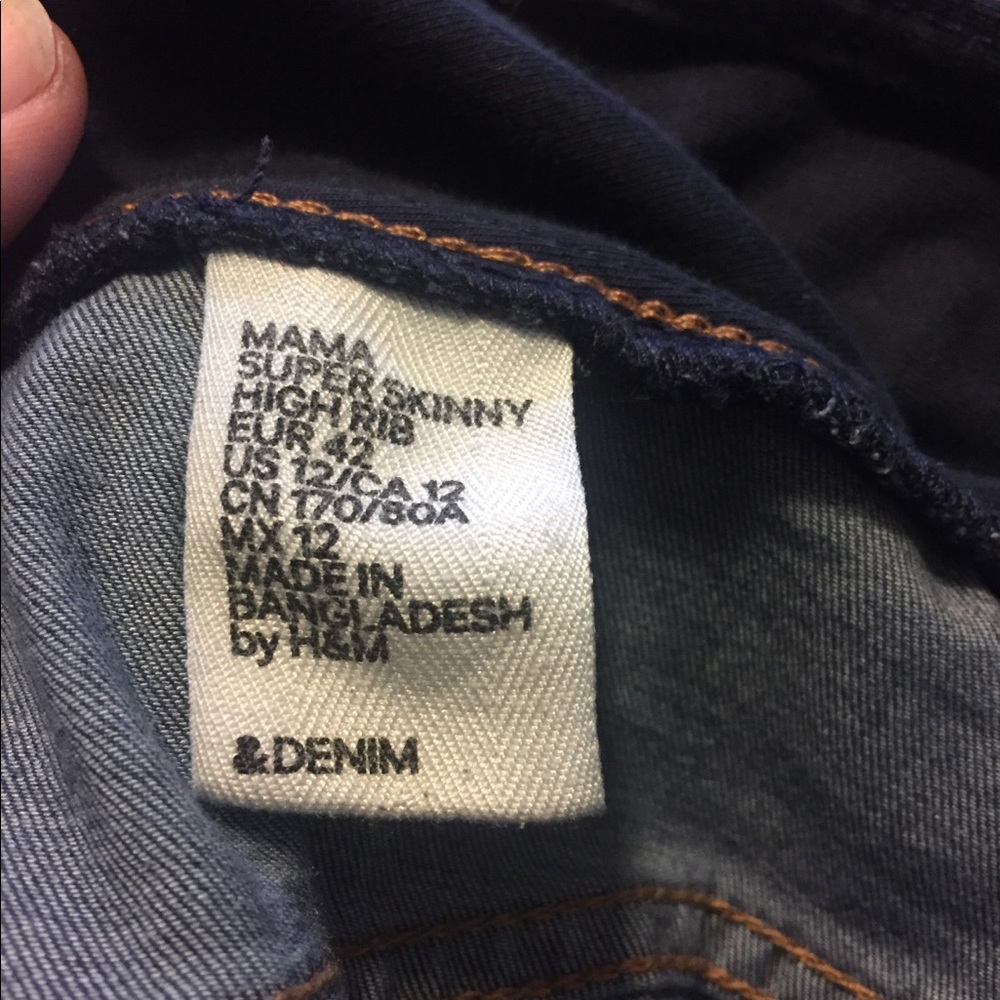 MAMA
SUPER SKINNY
HIGH RIB
EUR 42
US 12/CA 12
CN 170/80A
MX 12
MADE IN
BANGLADESH
by H&M
&DENIM